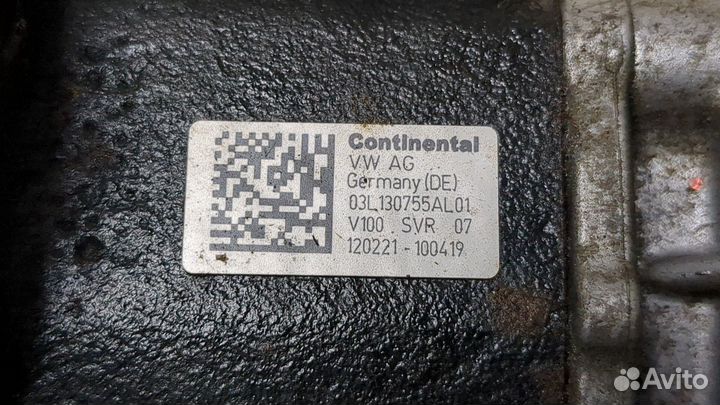 Continental
VW AG
Germany (DE)
03L130755AL01
V100 SVR 07
120221-100419
Avito